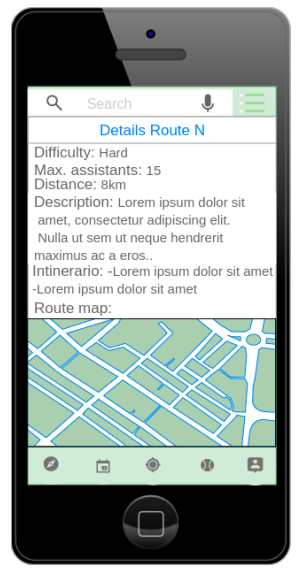 Search
Details Route N
Difficulty: Hard
Max. assistants: 15
Distance: 8km
Description: Lorem ipsum dolor sit
amet, consectetur adipiscing elit.
Nulla ut sem ut neque hendrerit
maximus ac a eros..
Intinerario: -Lorem ipsum dolor sit amet
-Lorem ipsum dolor sit amet
Route map: